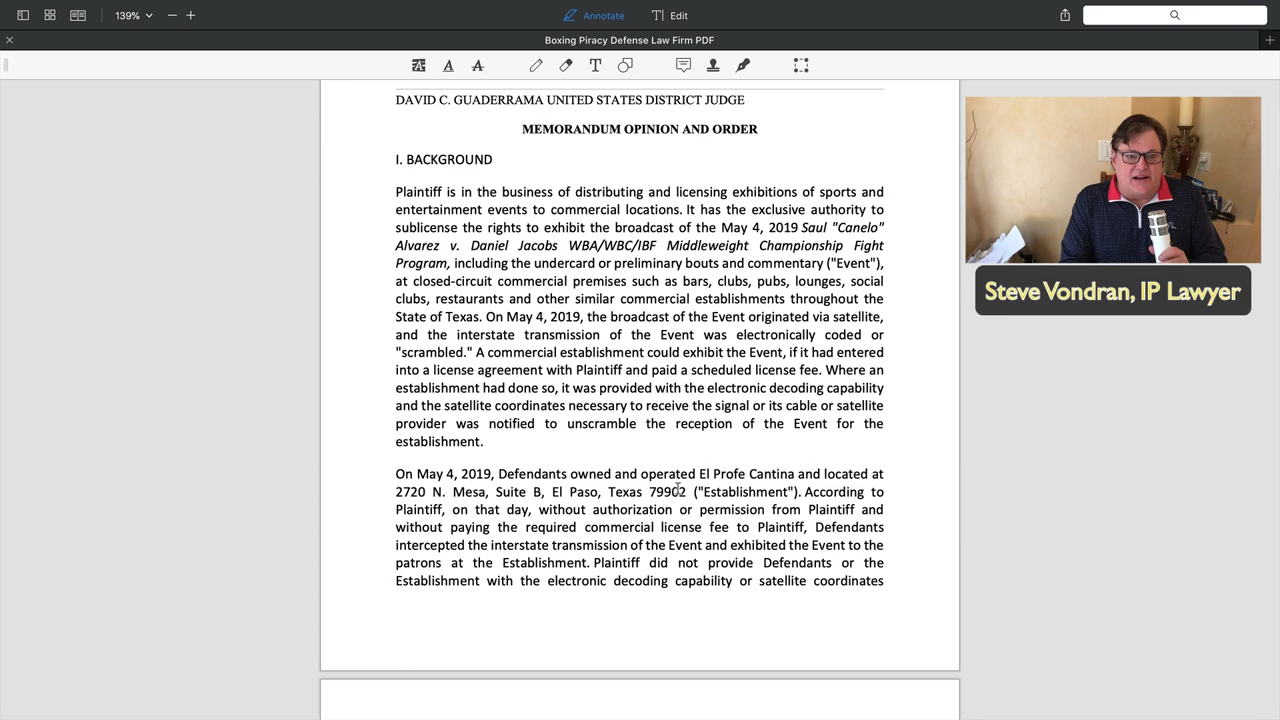 139%
Annotate
Edit
Boxing Piracy Defense Law Firm PDF
DAVID C. GUADERRAMA UNITED STATES DISTRICT JUDGE
MEMORANDUM OPINION AND ORDER
I. BACKGROUND
Plaintiff is in the business of distributing and licensing exhibitions of sports and
entertainment events to commercial locations. It has the exclusive authority to
sublicense the rights to exhibit the broadcast of the May 4, 2019 Saul "Canelo"
Alvarez v. Daniel Jacobs WBA/WBC/IBF Middleweight Championship Fight
Program, including the undercard or preliminary bouts and commentary ("Event"),
at closed-circuit commercial premises such as bars, clubs, pubs, lounges, social
clubs, restaurants and other similar commercial establishments throughout the
State of Texas. On May 4, 2019, the broadcast of the Event originated via satellite,
and the interstate transmission of the Event was electronically coded or
"scrambled." A commercial establishment could exhibit the Event, if it had entered
into a license agreement with Plaintiff and paid a scheduled license fee. Where an
establishment had done so, it was provided with the electronic decoding capability
and the satellite coordinates necessary to receive the signal or its cable or satellite
provider was notified to unscramble the reception of the Event for the
establishment.
On May 4, 2019, Defendants owned and operated El Profe Cantina and located at
2720 N. Mesa, Suite B, El Paso, Texas 79902 ("Establishment"). According to
Plaintiff, on that day, without authorization or permission from Plaintiff and
without paying the required commercial license fee to Plaintiff, Defendants
intercepted the interstate transmission of the Event and exhibited the Event to the
patrons at the Establishment. Plaintiff did not provide Defendants or the
Establishment with the electronic decoding capability or satellite coordinates
Steve Vondran, IP Lawyer